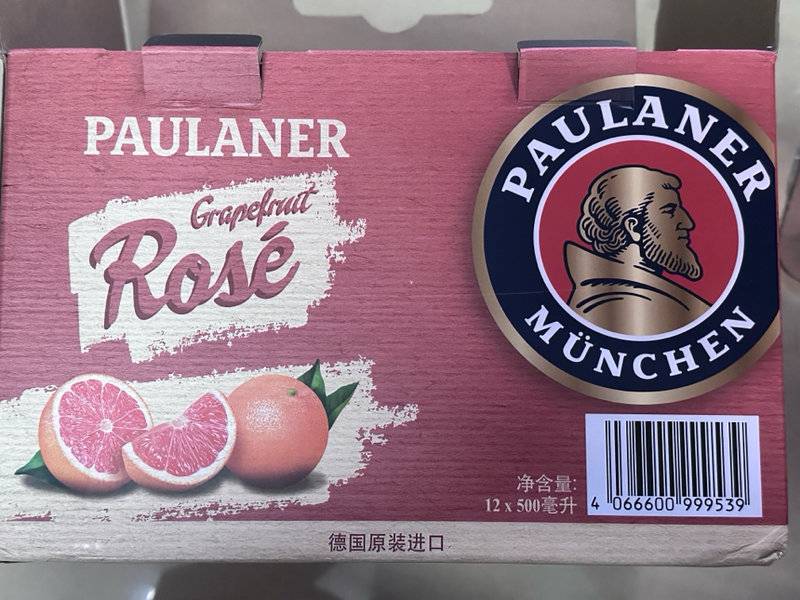 PAULANER
Grapefruit
Rosé
PAULANER
MÜNCHEN
净含量:
12 x 500毫升
4 066600 999539
德国原装进口